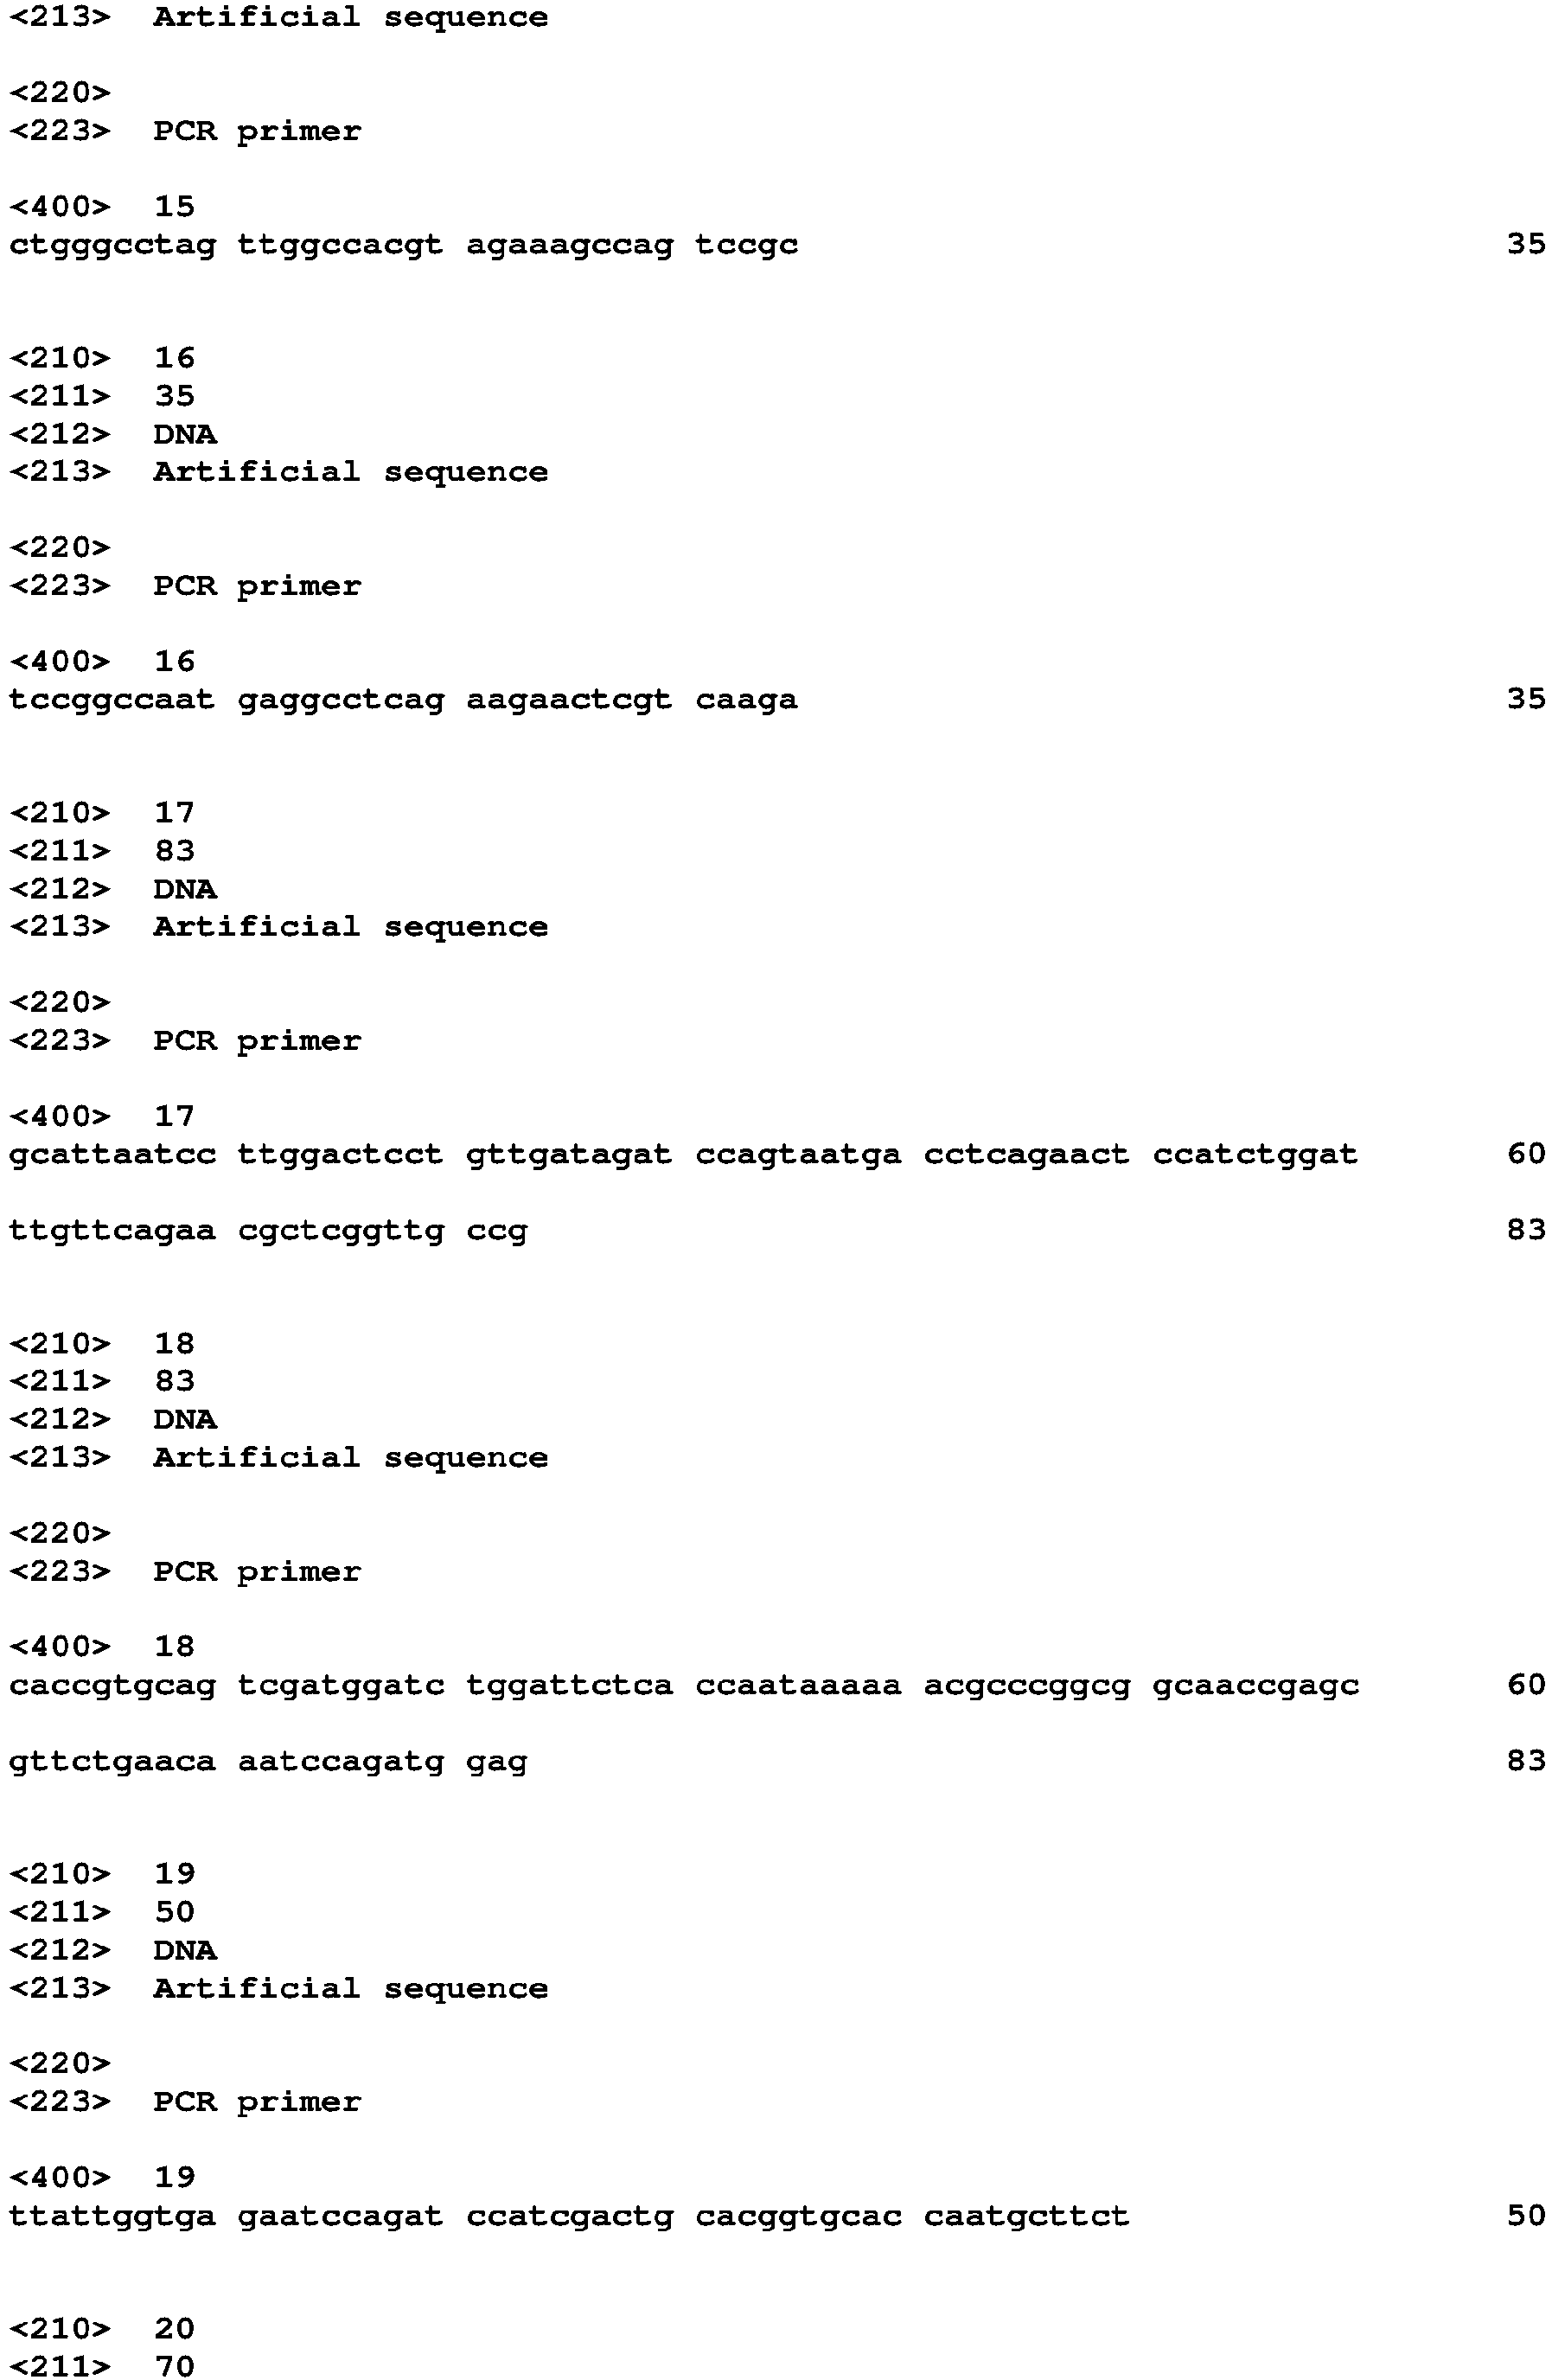 <213> Artificial sequence
<220>
<223> PCR primer
<400> 15
ctgggcctag ttggccacgt agaaagccag tccgc 35
<210> 16
<211> 35
<212> DNA
<213> Artificial sequence
<220>
<223> PCR primer
<400> 16
tccggccaat gaggcctcag aagaactcgt caaga 35
<210> 17
<211> 83
<212> DNA
<213> Artificial sequence
<220>
<223> PCR primer
<400> 17
gcattaatcc ttggactcct gttgatagat ccagtaatga cctcagaact ccatctggat 60
ttgttcagaa cgctcggttg ccg 83
<210> 18
<211> 83
<212> DNA
<213> Artificial sequence
<220>
<223> PCR primer
<400> 18
caccgtgcag tcgatggatc tggattctca ccaataaaaa acgcccggcg gcaaccgagc 60
gttctgaaca aatccagatg gag 83
<210> 19
<211> 50
<212> DNA
<213> Artificial sequence
<220>
<223> PCR primer
<400> 19
ttattggtga gaatccagat ccatcgactg cacggtgcac caatgcttct 50
<210> 20
<211> 70